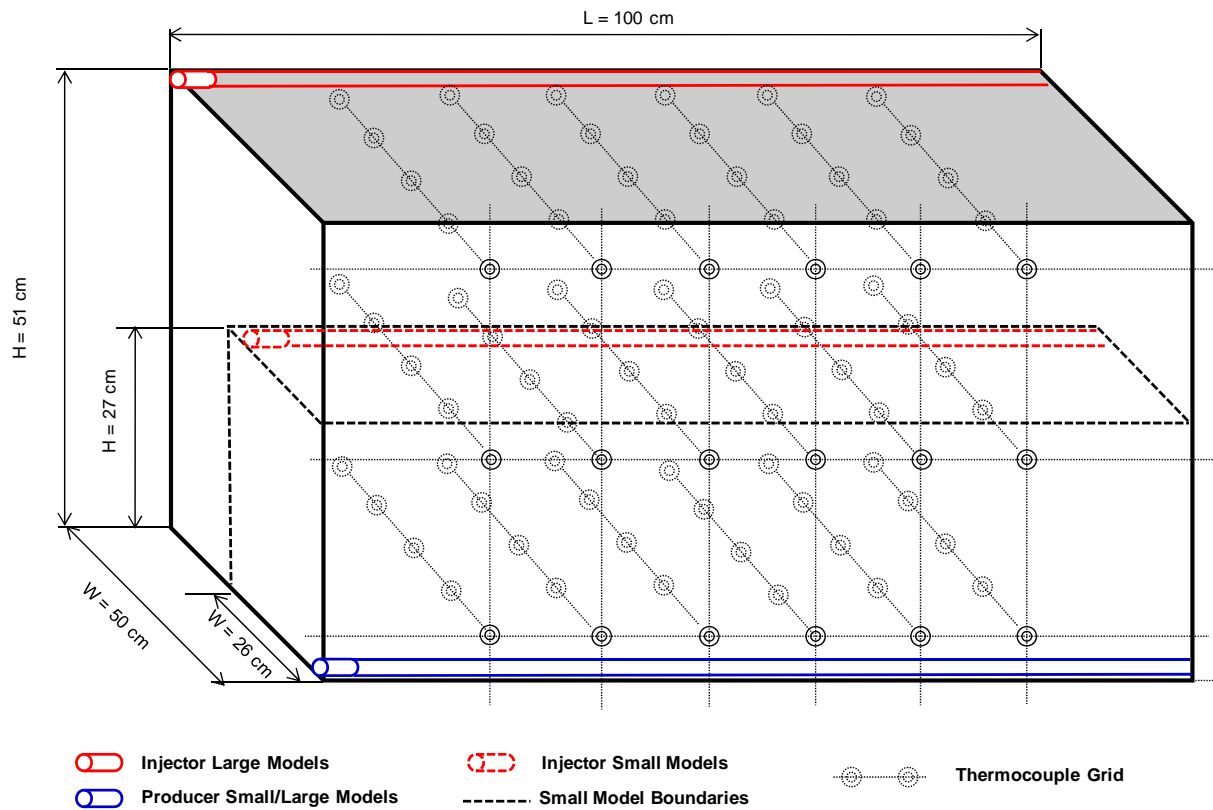 L = 100 cm
H = 51 cm
H = 27 cm
W = 50 cm
W = 26 cm
Injector Large Models
Injector Small Models
Thermocouple Grid
Producer Small/Large Models
Small Model Boundaries